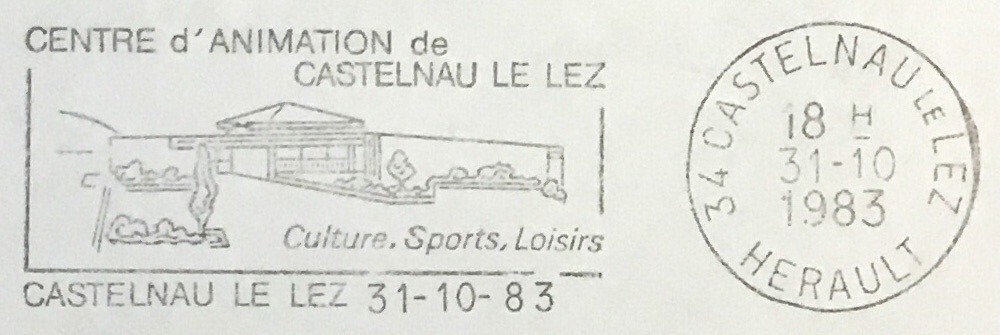 CENTRE d'ANIMATION de
CASTELNAU LE LEZ
Culture. Sports. Loisirs
CASTELNAU LE LEZ 31-10-83
34 CASTELNAU LE LEZ
18 H
31-10
1983
HERAULT